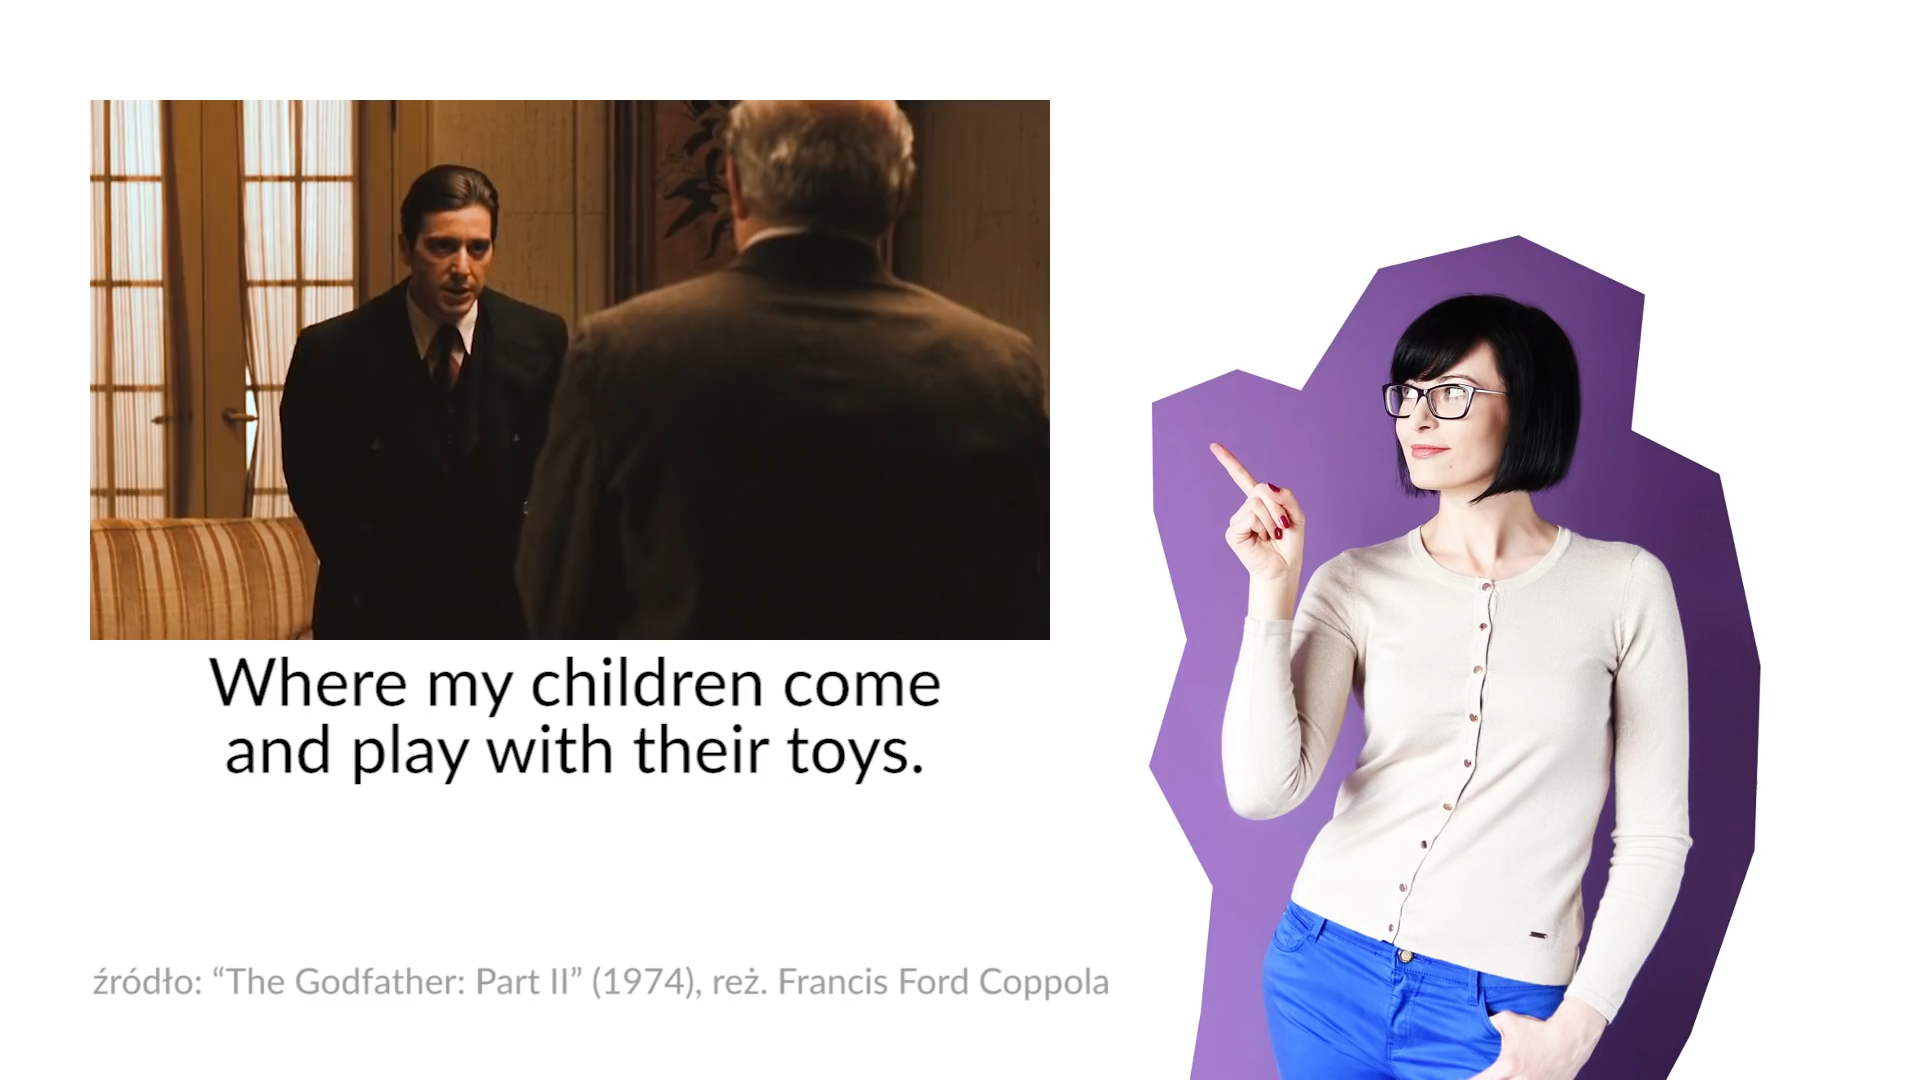 Where my children come
and play with their toys.
źródło: “The Godfather: Part II” (1974), reż. Francis Ford Coppola